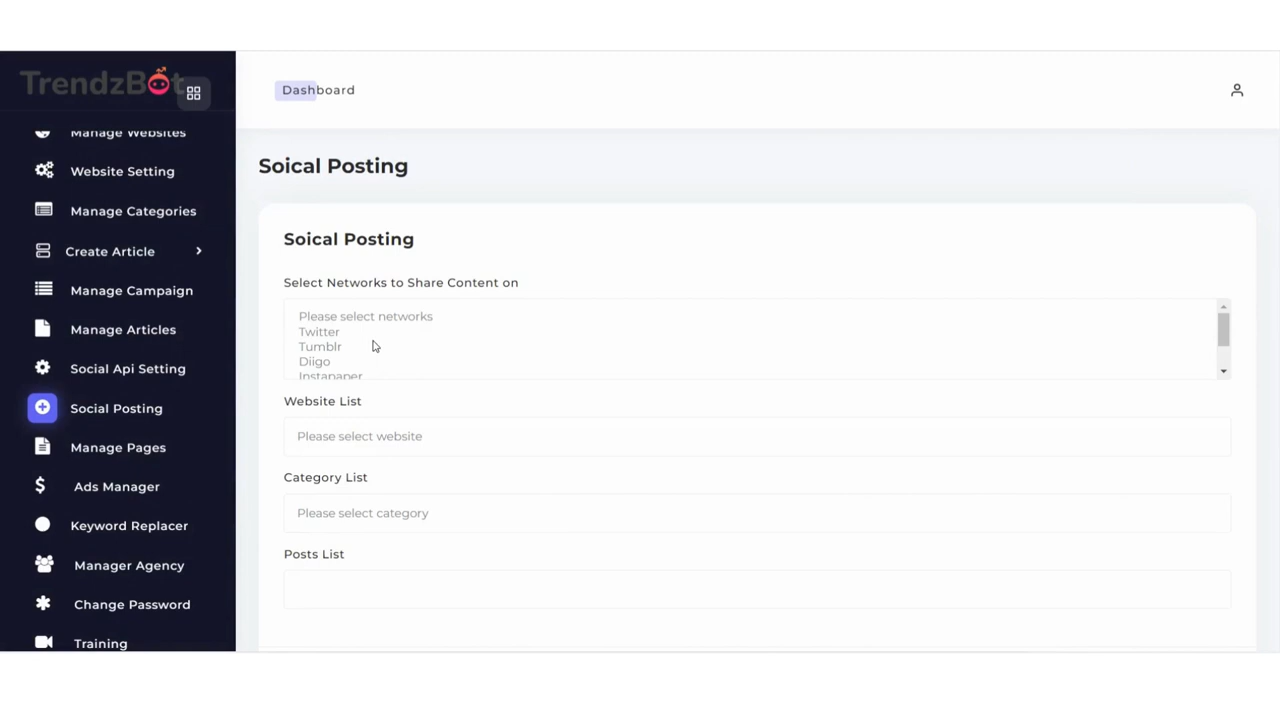 TrendzBot
Manage Websites
Website Setting
Manage Categories
Create Article
Manage Campaign
Manage Articles
Social Api Setting
Social Posting
Manage Pages
Ads Manager
Keyword Replacer
Manager Agency
Change Password
Training
Dashboard
Soical Posting
Soical Posting
Select Networks to Share Content on
Please select networks
Twitter
Tumblr
Diigo
Instapaper
Website List
Please select website
Category List
Please select category
Posts List